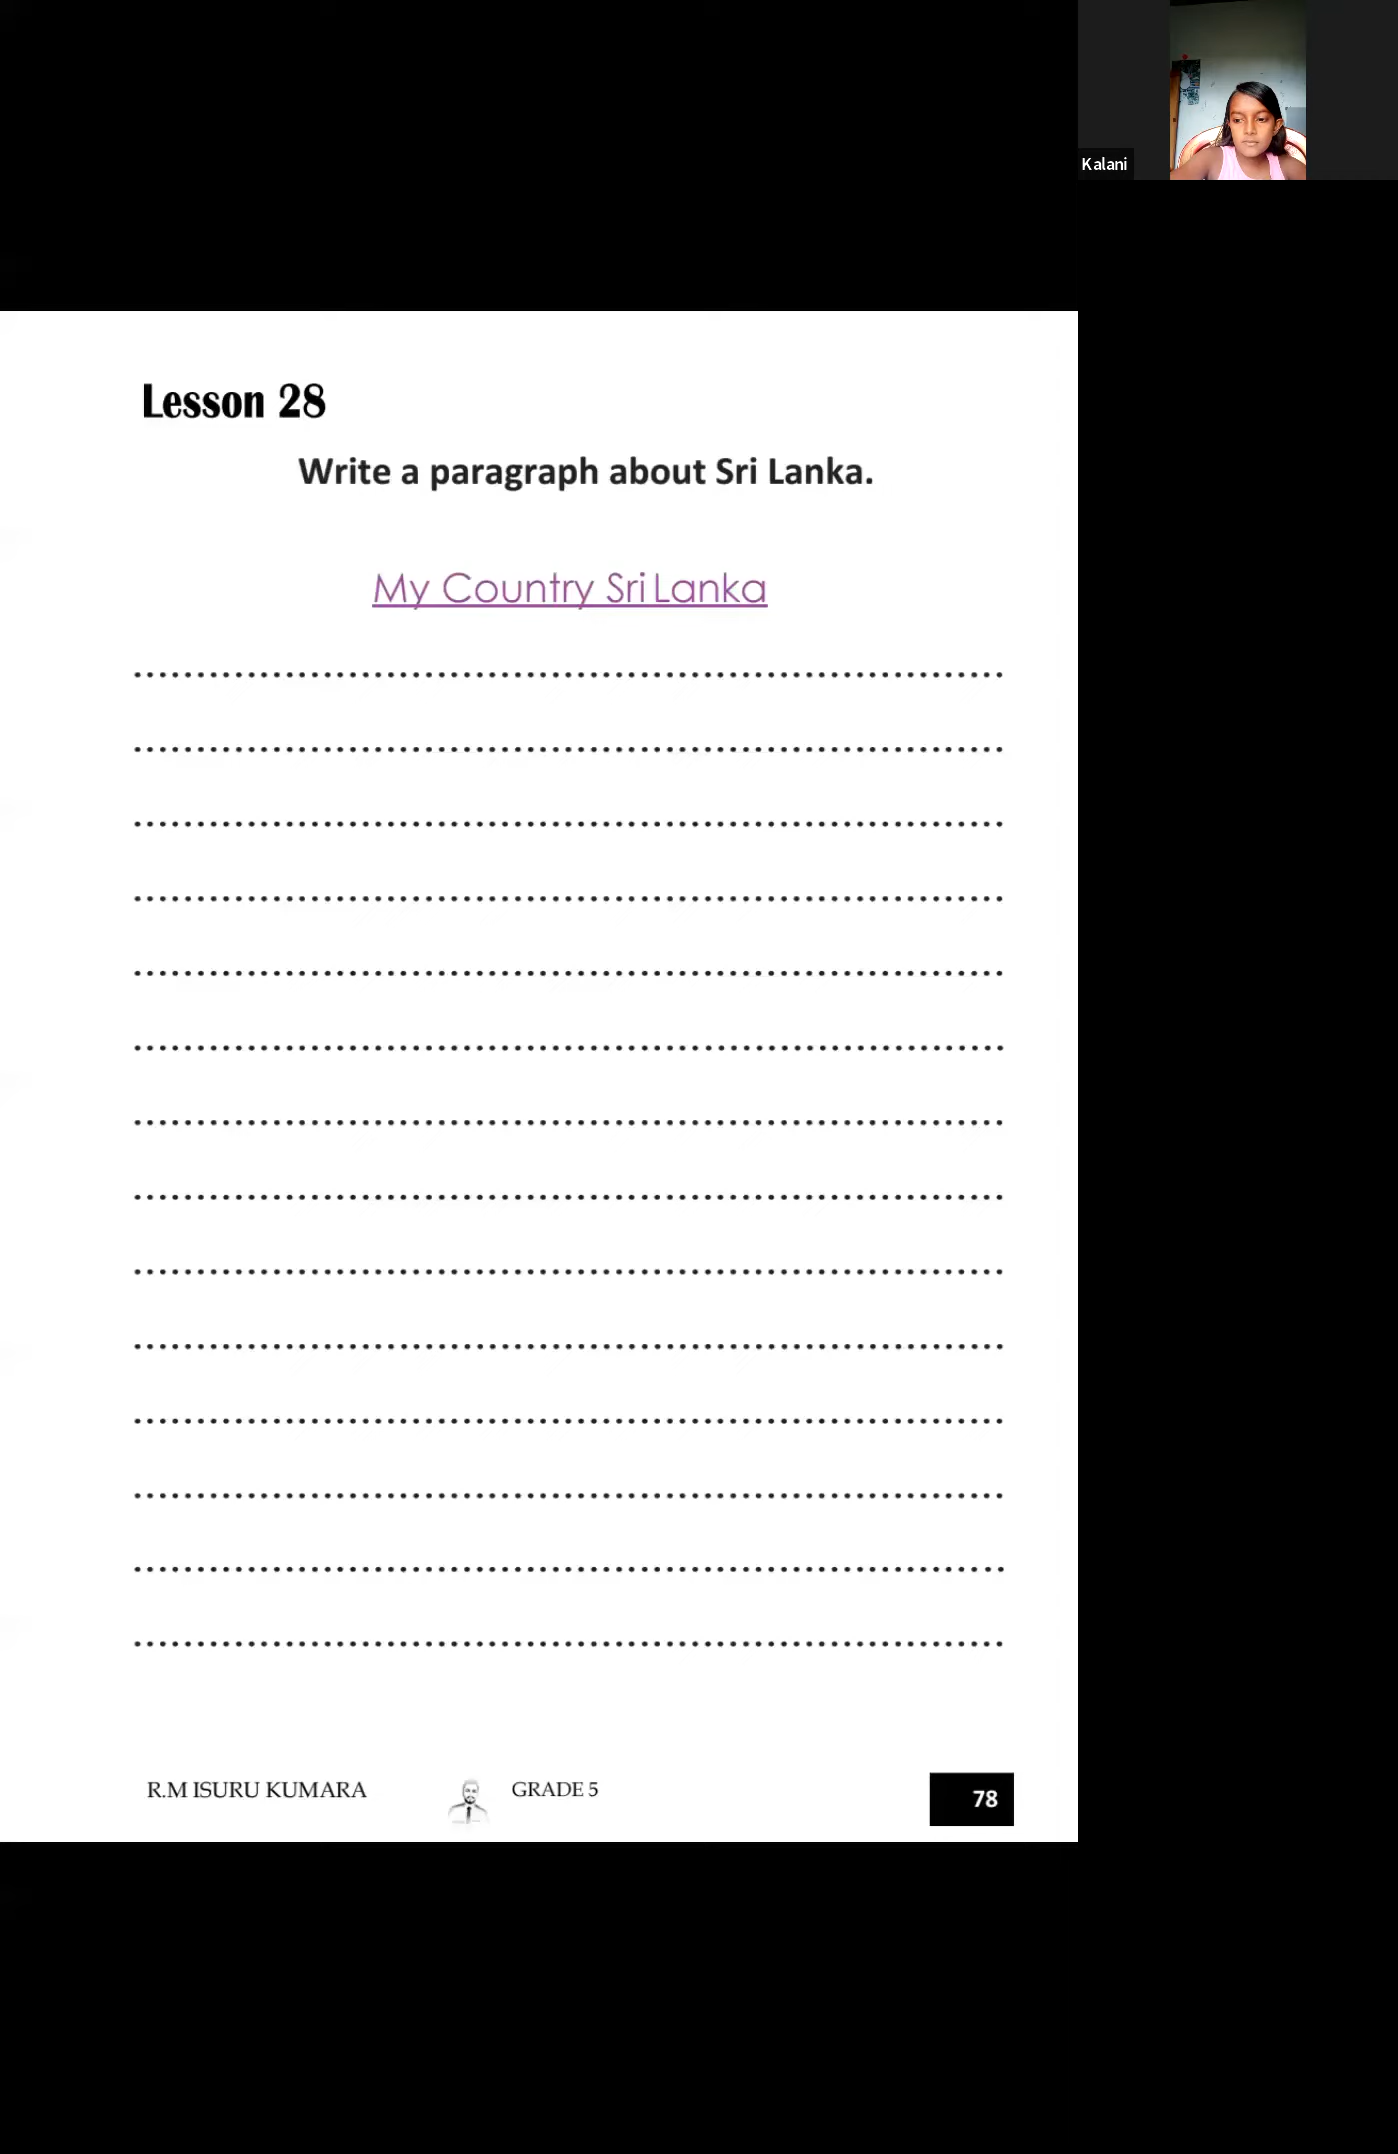 Kalani
Lesson 28
Write a paragraph about Sri Lanka.
My Country Sri Lanka
R.M ISURU KUMARA
GRADE 5
78